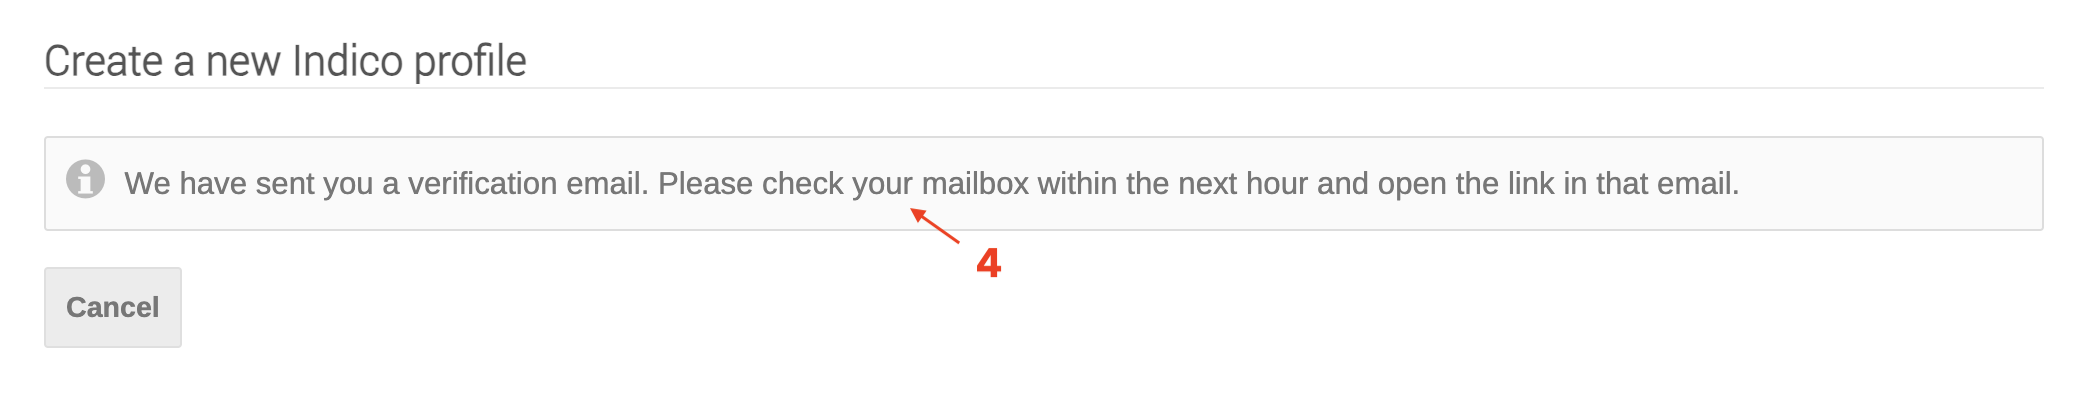 Create a new Indico profile
We have sent you a verification email. Please check your mailbox within the next hour and open the link in that email.
4
Cancel